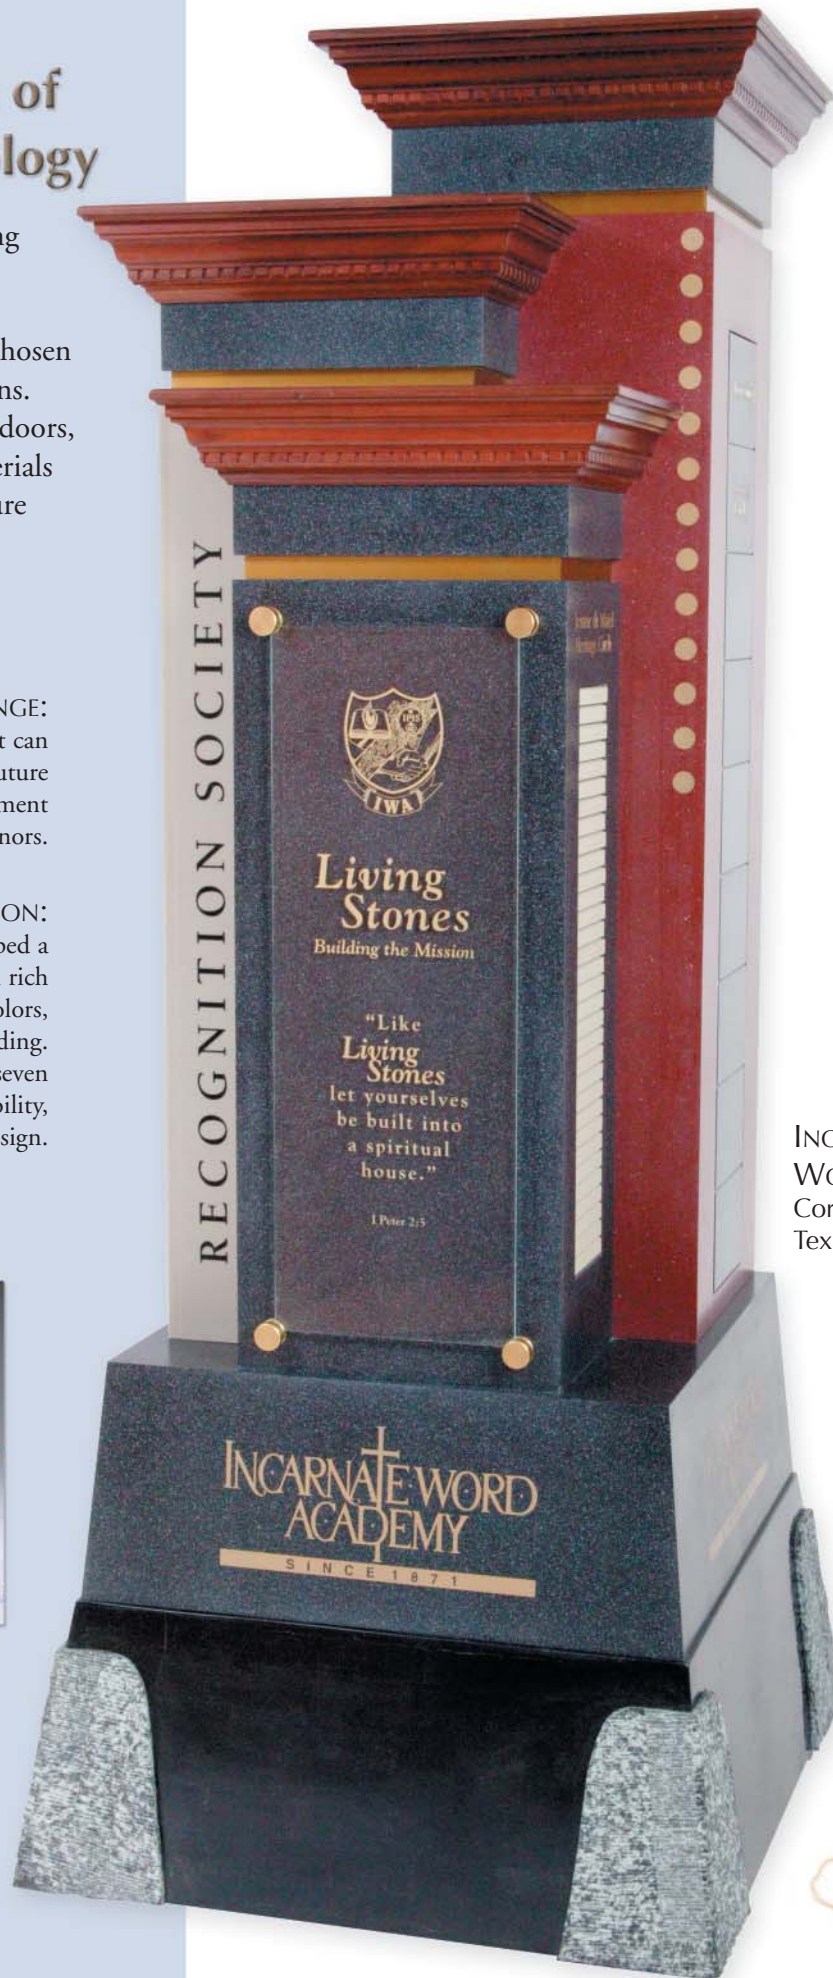 of
logy
ng
hosen
ns.
doors,
erials
ure
NGE:
t can
uture
ment
nors.
ON:
ped a
rich
olors,
ding.
seven
bility,
sign.
RECOGNITION SOCIETY
IWA
Living
Stones
Building the Mission
“Like
Living
Stones
let yourselves
be built into
a spiritual
house.”
1 Peter 2:5
INCARNATE WORD
ACADEMY
SINCE 1871
INC
WO
Cor
Tex